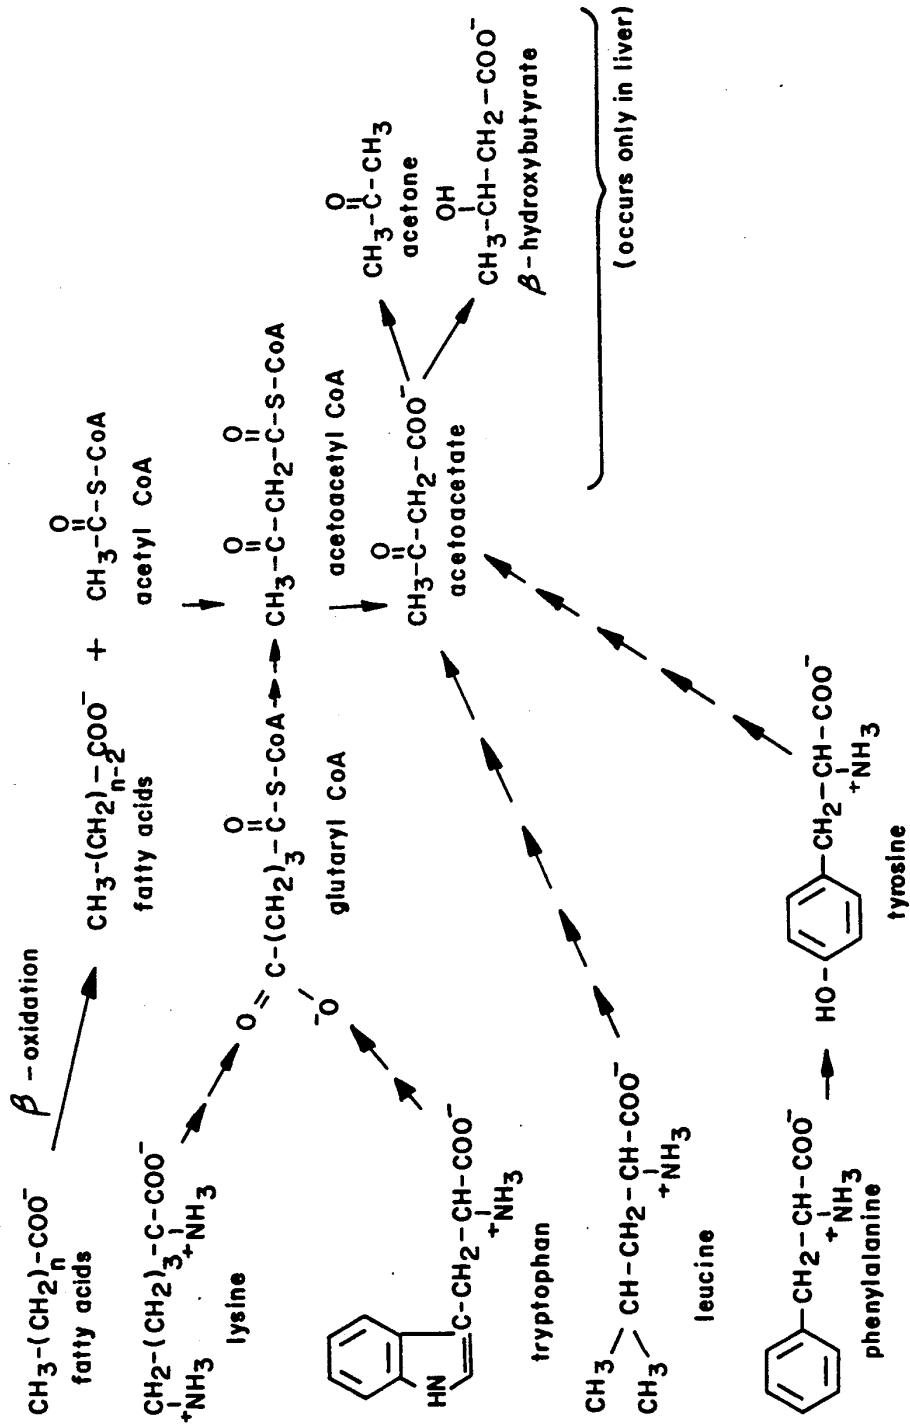 β-oxidation
CH3-(CH2)n-COO-
fatty acids
CH3-(CH2)n-2-COO-
fatty acids
+
O
CH3-C-S-CoA
acetyl CoA
CH2-(CH2)3-C-COO-
+NH3
+NH3
lysine
O
C-(CH2)3-C-S-CoA
O
-O
glutaryl CoA
O
O
CH3-C-CH2-C-S-CoA
acetoacetyl CoA
HN
C-CH2-CH-COO-
+NH3
tryptophan
O
CH3-C-CH2-COO-
acetoacetate
O
CH3-C-CH3
acetone
OH
CH3-CH-CH2-COO-
β-hydroxybutyrate
(occurs only in liver)
CH3
CH3
CH-CH2-CH-COO-
+NH3
leucine
CH2-CH-COO-
+NH3
phenylalanine
HO-
CH2-CH-COO-
+NH3
tyrosine